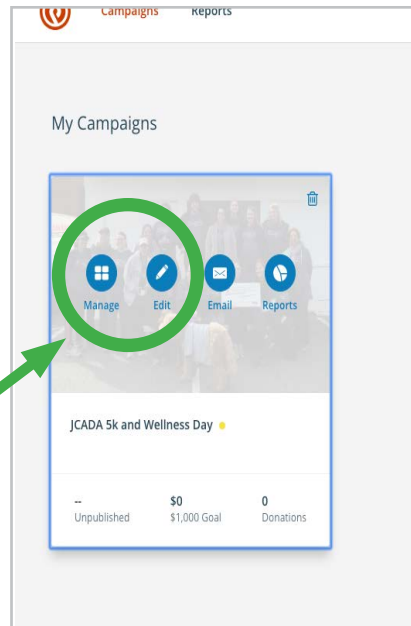 Campaigns Reports
My Campaigns
Manage Edit Email Reports
JCADA 5k and Wellness Day
-- $0 0
Unpublished $1,000 Goal Donations